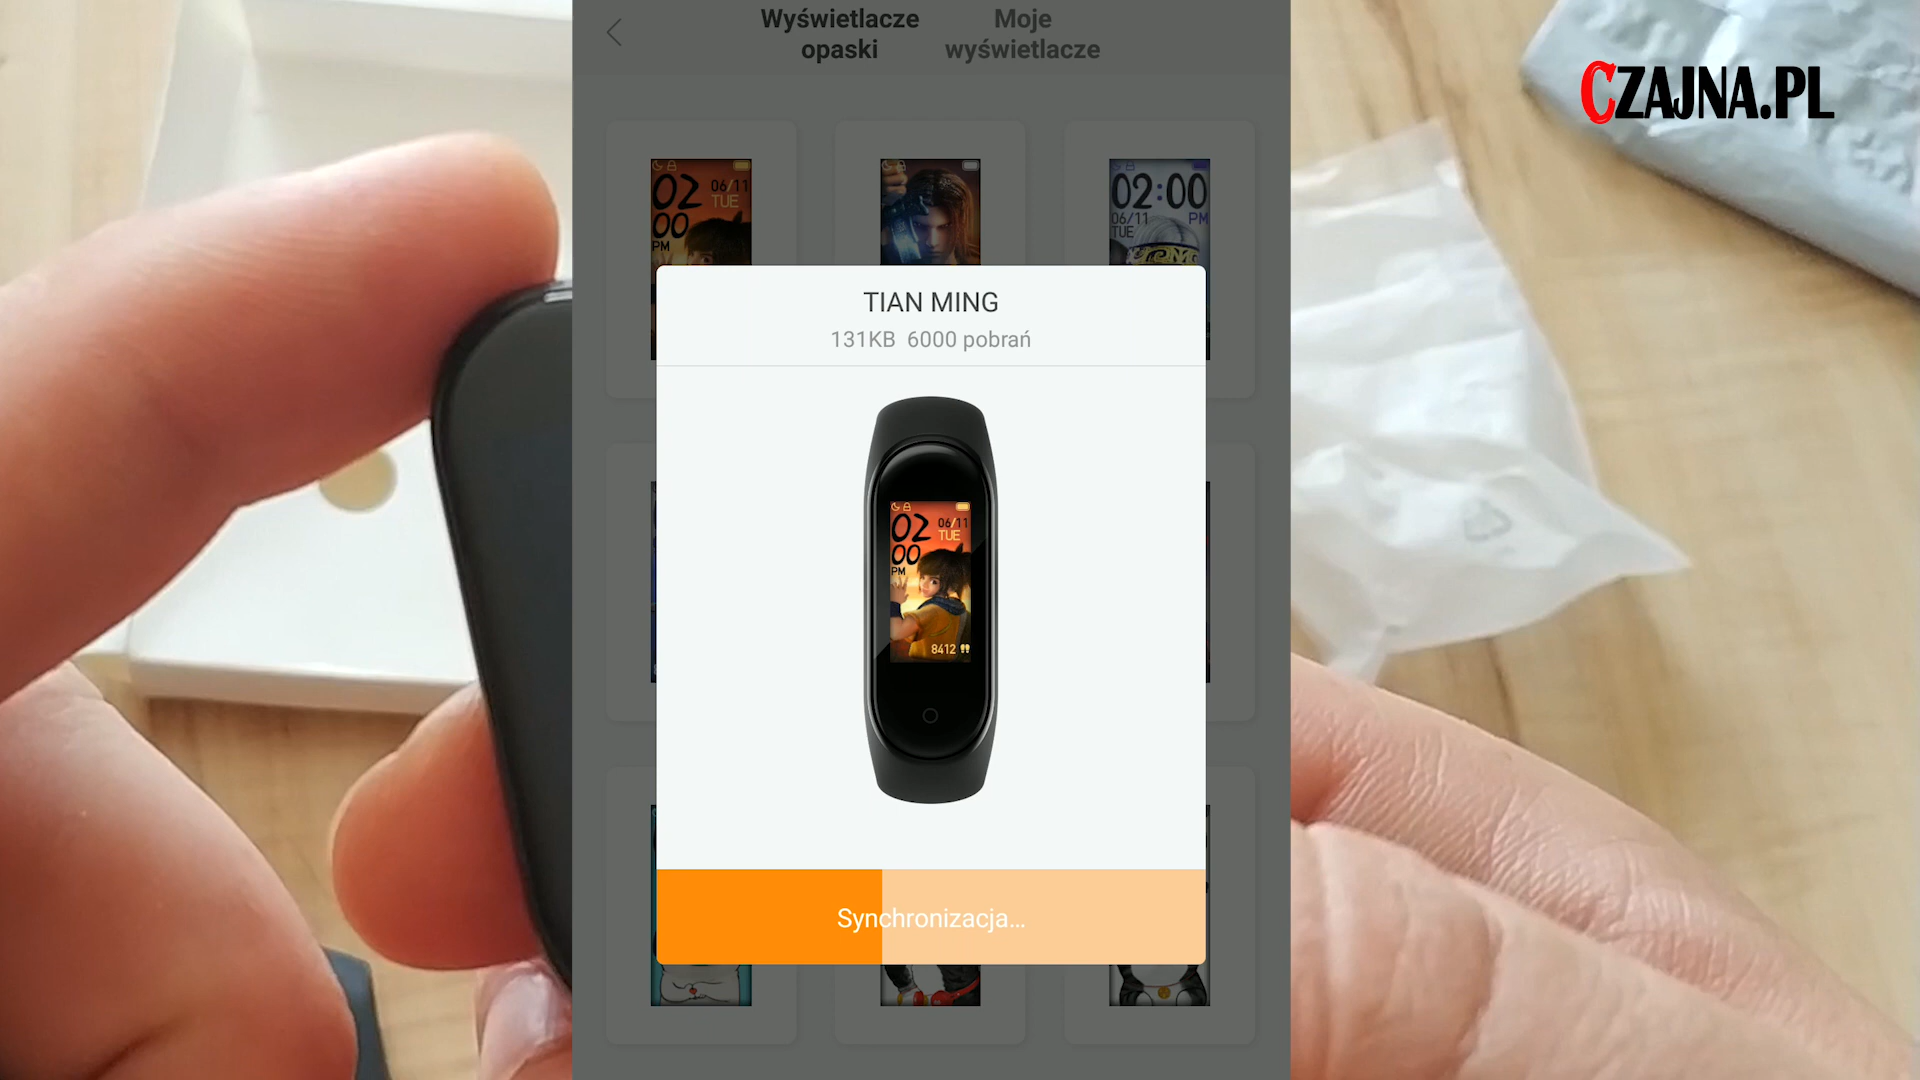 Wyświetlacze
opaski
Moje
wyświetlacze
CZAJNA.PL
02
00
PM
06/11
TUE
02:00
06/11
PM
TUE
TIAN MING
131KB 6000 pobrań
02
00
PM
06/11
TUE
8412
Synchronizacja...